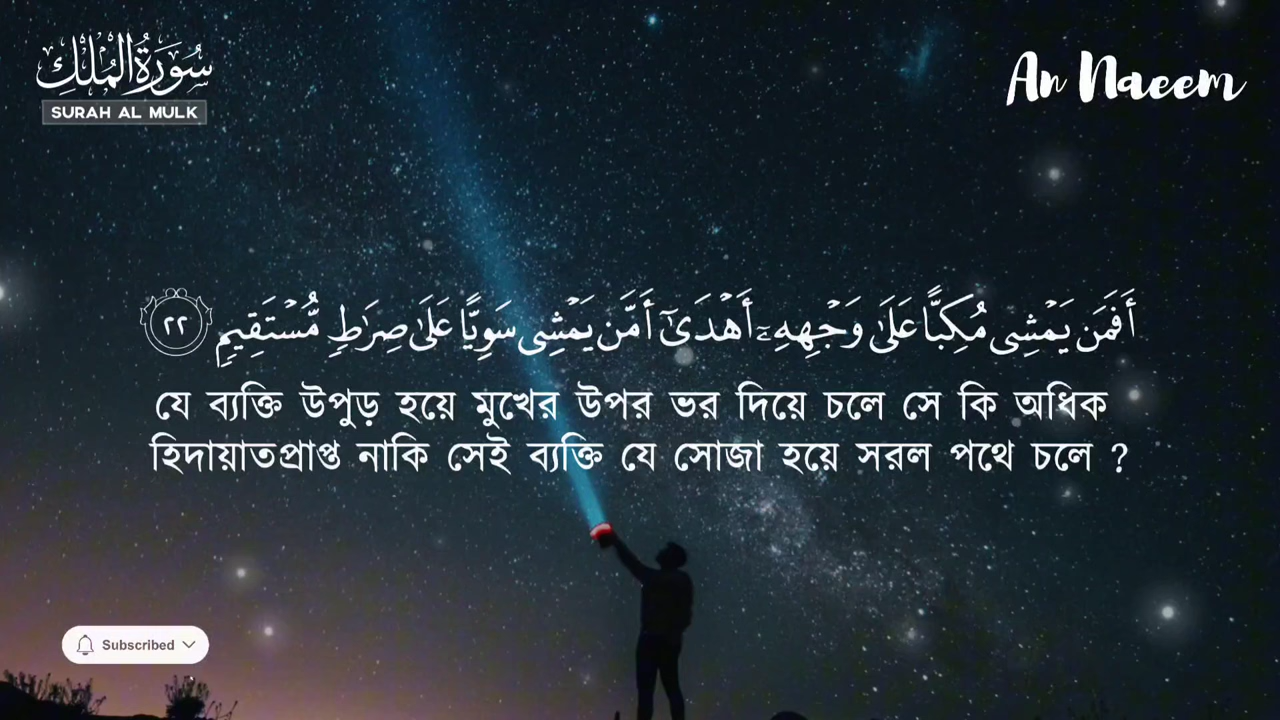 سُورَةُ الْمُلْكِ
SURAH AL MULK
An Naeem
أَفَمَن يَمْشِى مُكِبًّا عَلَىٰ وَجْهِهِۦٓ أَهْدَىٰٓ أَمَّن يَمْشِى سَوِيًّا عَلَىٰ صِرَٰطٍ مُّسْتَقِيمٍ ٢٢
যে ব্যক্তি উপুড় হয়ে মুখের উপর ভর দিয়ে চলে সে কি অধিক
হিদায়াতপ্রাপ্ত নাকি সেই ব্যক্তি যে সোজা হয়ে সরল পথে চলে ?
Subscribed